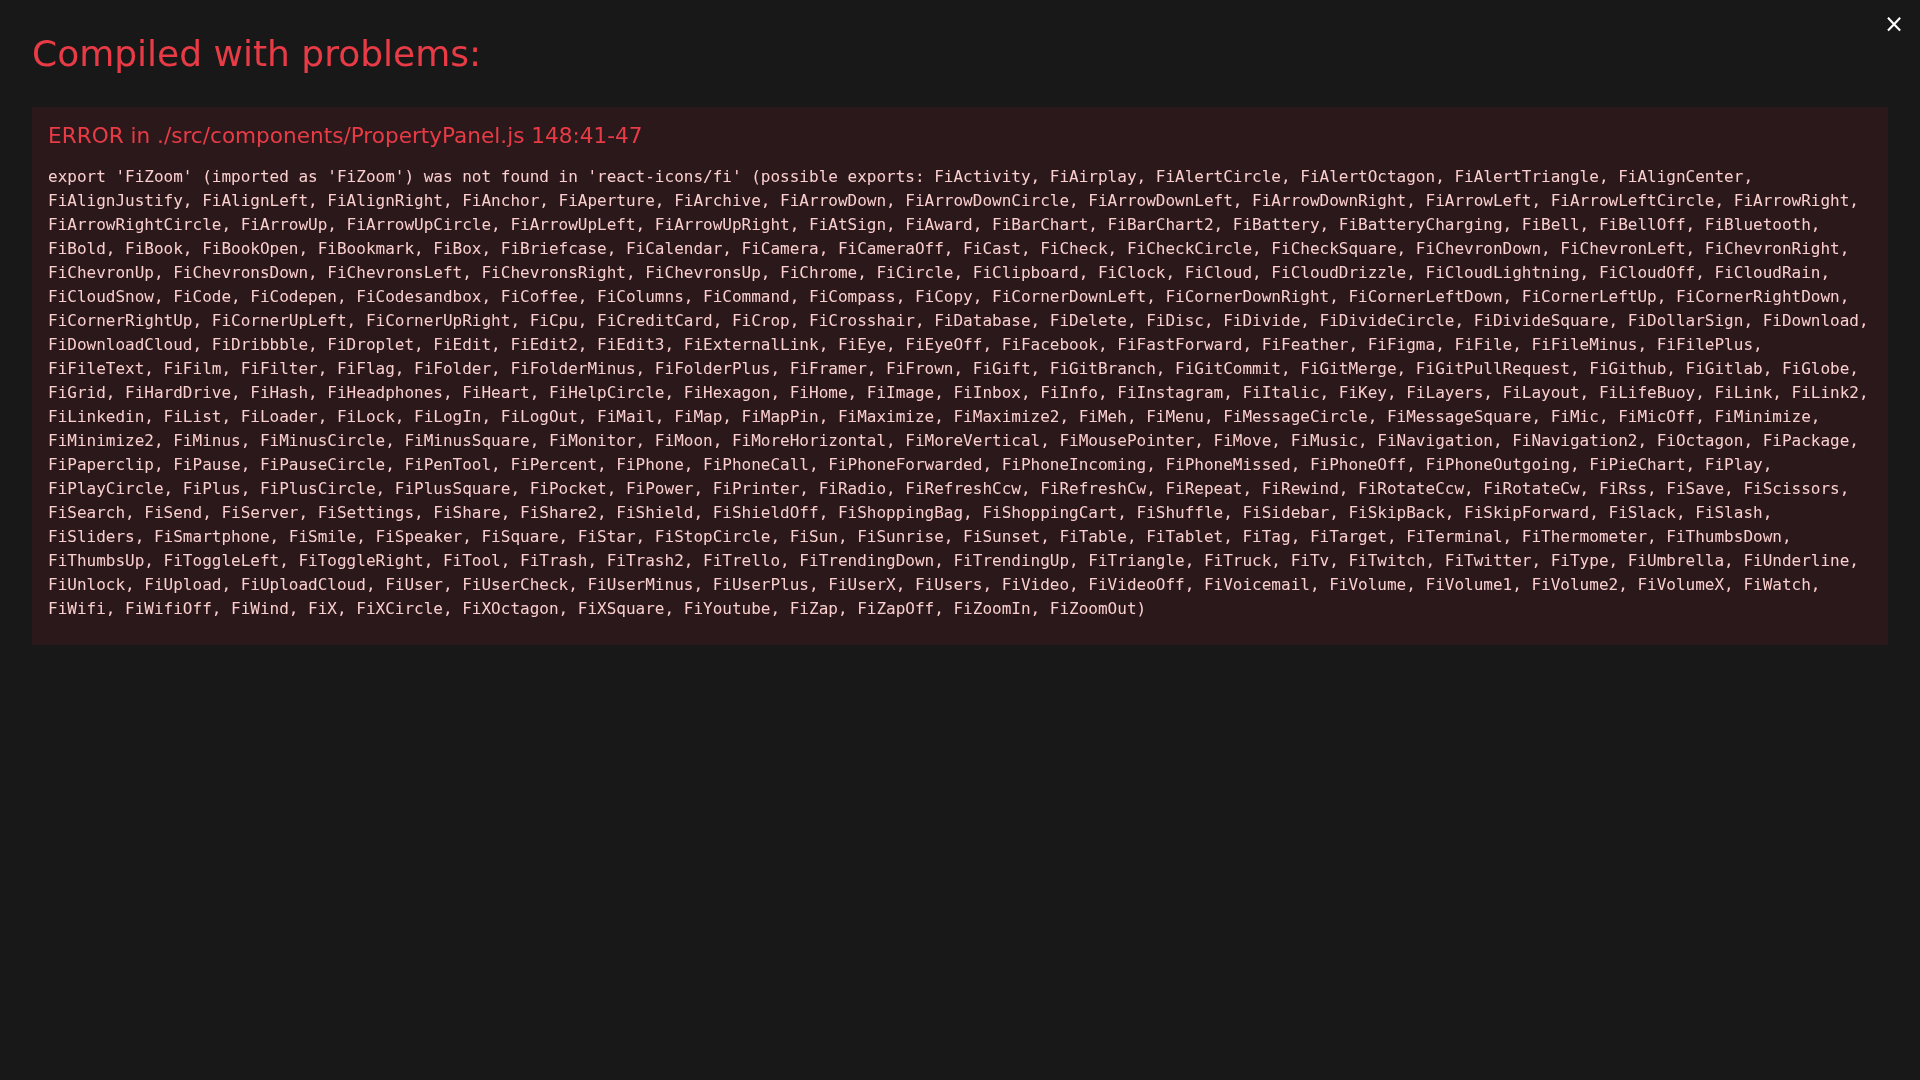 Compiled with problems:
×
ERROR in ./src/components/PropertyPanel.js 148:41-47
export 'FiZoom' (imported as 'FiZoom') was not found in 'react-icons/fi' (possible exports: FiActivity, FiAirplay, FiAlertCircle, FiAlertOctagon, FiAlertTriangle, FiAlignCenter,
FiAlignJustify, FiAlignLeft, FiAlignRight, FiAnchor, FiAperture, FiArchive, FiArrowDown, FiArrowDownCircle, FiArrowDownLeft, FiArrowDownRight, FiArrowLeft, FiArrowLeftCircle, FiArrowRight,
FiArrowRightCircle, FiArrowUp, FiArrowUpCircle, FiArrowUpLeft, FiArrowUpRight, FiAtSign, FiAward, FiBarChart, FiBarChart2, FiBattery, FiBatteryCharging, FiBell, FiBellOff, FiBluetooth,
FiBold, FiBook, FiBookOpen, FiBookmark, FiBox, FiBriefcase, FiCalendar, FiCamera, FiCameraOff, FiCast, FiCheck, FiCheckCircle, FiCheckSquare, FiChevronDown, FiChevronLeft, FiChevronRight,
FiChevronUp, FiChevronsDown, FiChevronsLeft, FiChevronsRight, FiChevronsUp, FiChrome, FiCircle, FiClipboard, FiClock, FiCloud, FiCloudDrizzle, FiCloudLightning, FiCloudOff, FiCloudRain,
FiCloudSnow, FiCode, FiCodepen, FiCodesandbox, FiCoffee, FiColumns, FiCommand, FiCompass, FiCopy, FiCornerDownLeft, FiCornerDownRight, FiCornerLeftDown, FiCornerLeftUp, FiCornerRightDown,
FiCornerRightUp, FiCornerUpLeft, FiCornerUpRight, FiCpu, FiCreditCard, FiCrop, FiCrosshair, FiDatabase, FiDelete, FiDisc, FiDivide, FiDivideCircle, FiDivideSquare, FiDollarSign, FiDownload,
FiDownloadCloud, FiDribbble, FiDroplet, FiEdit, FiEdit2, FiEdit3, FiExternalLink, FiEye, FiEyeOff, FiFacebook, FiFastForward, FiFeather, FiFigma, FiFile, FiFileMinus, FiFilePlus,
FiFileText, FiFilm, FiFilter, FiFlag, FiFolder, FiFolderMinus, FiFolderPlus, FiFramer, FiFrown, FiGift, FiGitBranch, FiGitCommit, FiGitMerge, FiGitPullRequest, FiGithub, FiGitlab, FiGlobe,
FiGrid, FiHardDrive, FiHash, FiHeadphones, FiHeart, FiHelpCircle, FiHexagon, FiHome, FiImage, FiInbox, FiInfo, FiInstagram, FiItalic, FiKey, FiLayers, FiLayout, FiLifeBuoy, FiLink, FiLink2,
FiLinkedin, FiList, FiLoader, FiLock, FiLogIn, FiLogOut, FiMail, FiMap, FiMapPin, FiMaximize, FiMaximize2, FiMeh, FiMenu, FiMessageCircle, FiMessageSquare, FiMic, FiMicOff, FiMinimize,
FiMinimize2, FiMinus, FiMinusCircle, FiMinusSquare, FiMonitor, FiMoon, FiMoreHorizontal, FiMoreVertical, FiMousePointer, FiMove, FiMusic, FiNavigation, FiNavigation2, FiOctagon, FiPackage,
FiPaperclip, FiPause, FiPauseCircle, FiPenTool, FiPercent, FiPhone, FiPhoneCall, FiPhoneForwarded, FiPhoneIncoming, FiPhoneMissed, FiPhoneOff, FiPhoneOutgoing, FiPieChart, FiPlay,
FiPlayCircle, FiPlus, FiPlusCircle, FiPlusSquare, FiPocket, FiPower, FiPrinter, FiRadio, FiRefreshCcw, FiRefreshCw, FiRepeat, FiRewind, FiRotateCcw, FiRotateCw, FiRss, FiSave, FiScissors,
FiSearch, FiSend, FiServer, FiSettings, FiShare, FiShare2, FiShield, FiShieldOff, FiShoppingBag, FiShoppingCart, FiShuffle, FiSidebar, FiSkipBack, FiSkipForward, FiSlack, FiSlash,
FiSliders, FiSmartphone, FiSmile, FiSpeaker, FiSquare, FiStar, FiStopCircle, FiSun, FiSunrise, FiSunset, FiTable, FiTablet, FiTag, FiTarget, FiTerminal, FiThermometer, FiThumbsDown,
FiThumbsUp, FiToggleLeft, FiToggleRight, FiTool, FiTrash, FiTrash2, FiTrello, FiTrendingDown, FiTrendingUp, FiTriangle, FiTruck, FiTv, FiTwitch, FiTwitter, FiType, FiUmbrella, FiUnderline,
FiUnlock, FiUpload, FiUploadCloud, FiUser, FiUserCheck, FiUserMinus, FiUserPlus, FiUserX, FiUsers, FiVideo, FiVideoOff, FiVoicemail, FiVolume, FiVolume1, FiVolume2, FiVolumeX, FiWatch,
FiWifi, FiWifiOff, FiWind, FiX, FiXCircle, FiXOctagon, FiXSquare, FiYoutube, FiZap, FiZapOff, FiZoomIn, FiZoomOut)